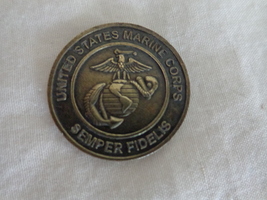 UNITED STATES MARINE CORPS
SEMPER FIDELIS